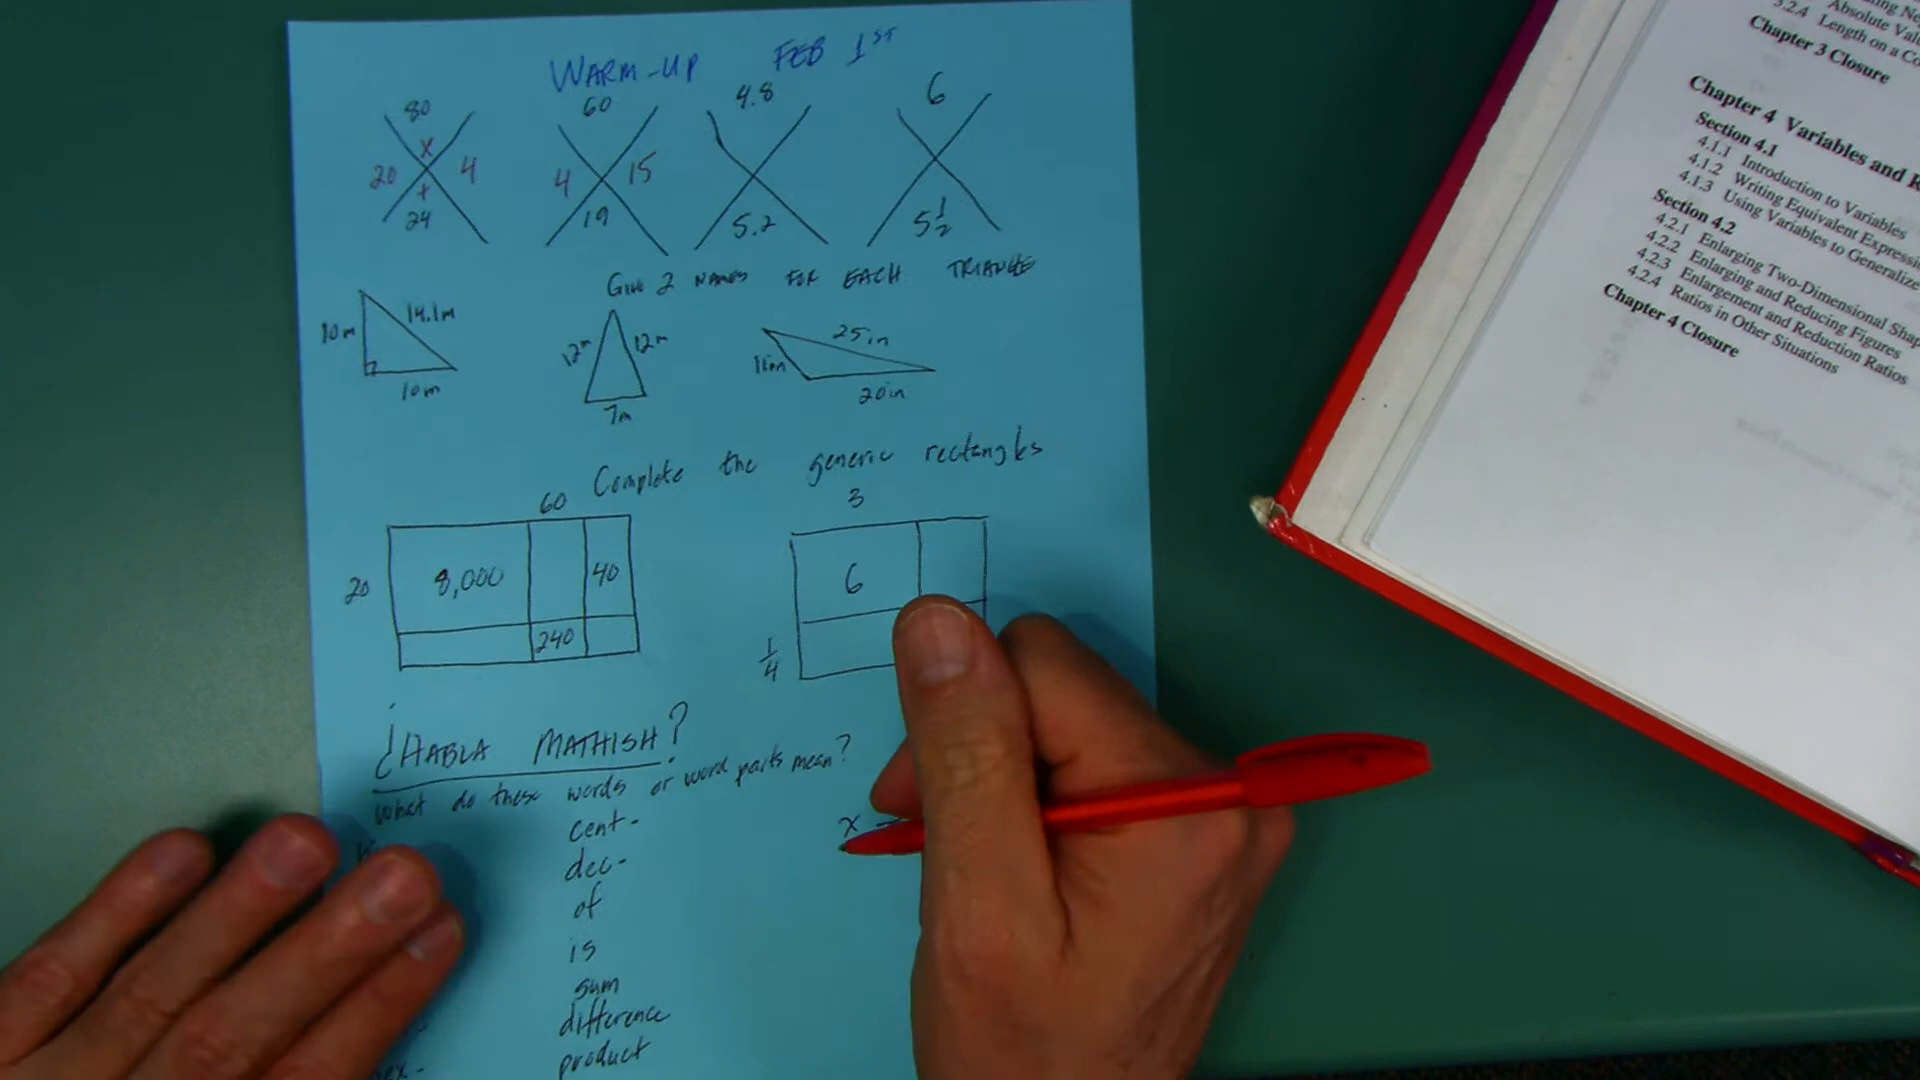 WARM-UP FEB 1ST
80 60 4.8 6
x
20 4 4 15
+
24 19 5.2 5 1/2
GIVE 2 NAMES FOR EACH TRIANGLE
10m 14.1m 10m
12m 12m 7m
25in 20in
Complete the generic rectangles
60 3
20 8,000 40 6
240 1/4
¿HABLA MATHISH?
What do these words or word parts mean?
cent-
x
dec-
of
is
sum
difference
product
3.2.4 Length on a
Chapter 3 Closure
Chapter 4 Variables and
Section 4.1
4.1.1 Introduction to Variables
4.1.2 Writing Equivalent
4.1.3 Using Variables to Generalize
Section 4.2
4.2.1 Enlarging Two-Dimensional
4.2.2 Enlarging and Reducing Figures
4.2.3 Enlargement and Reduction Ratios
4.2.4 Ratios in Other Situations
Chapter 4 Closure